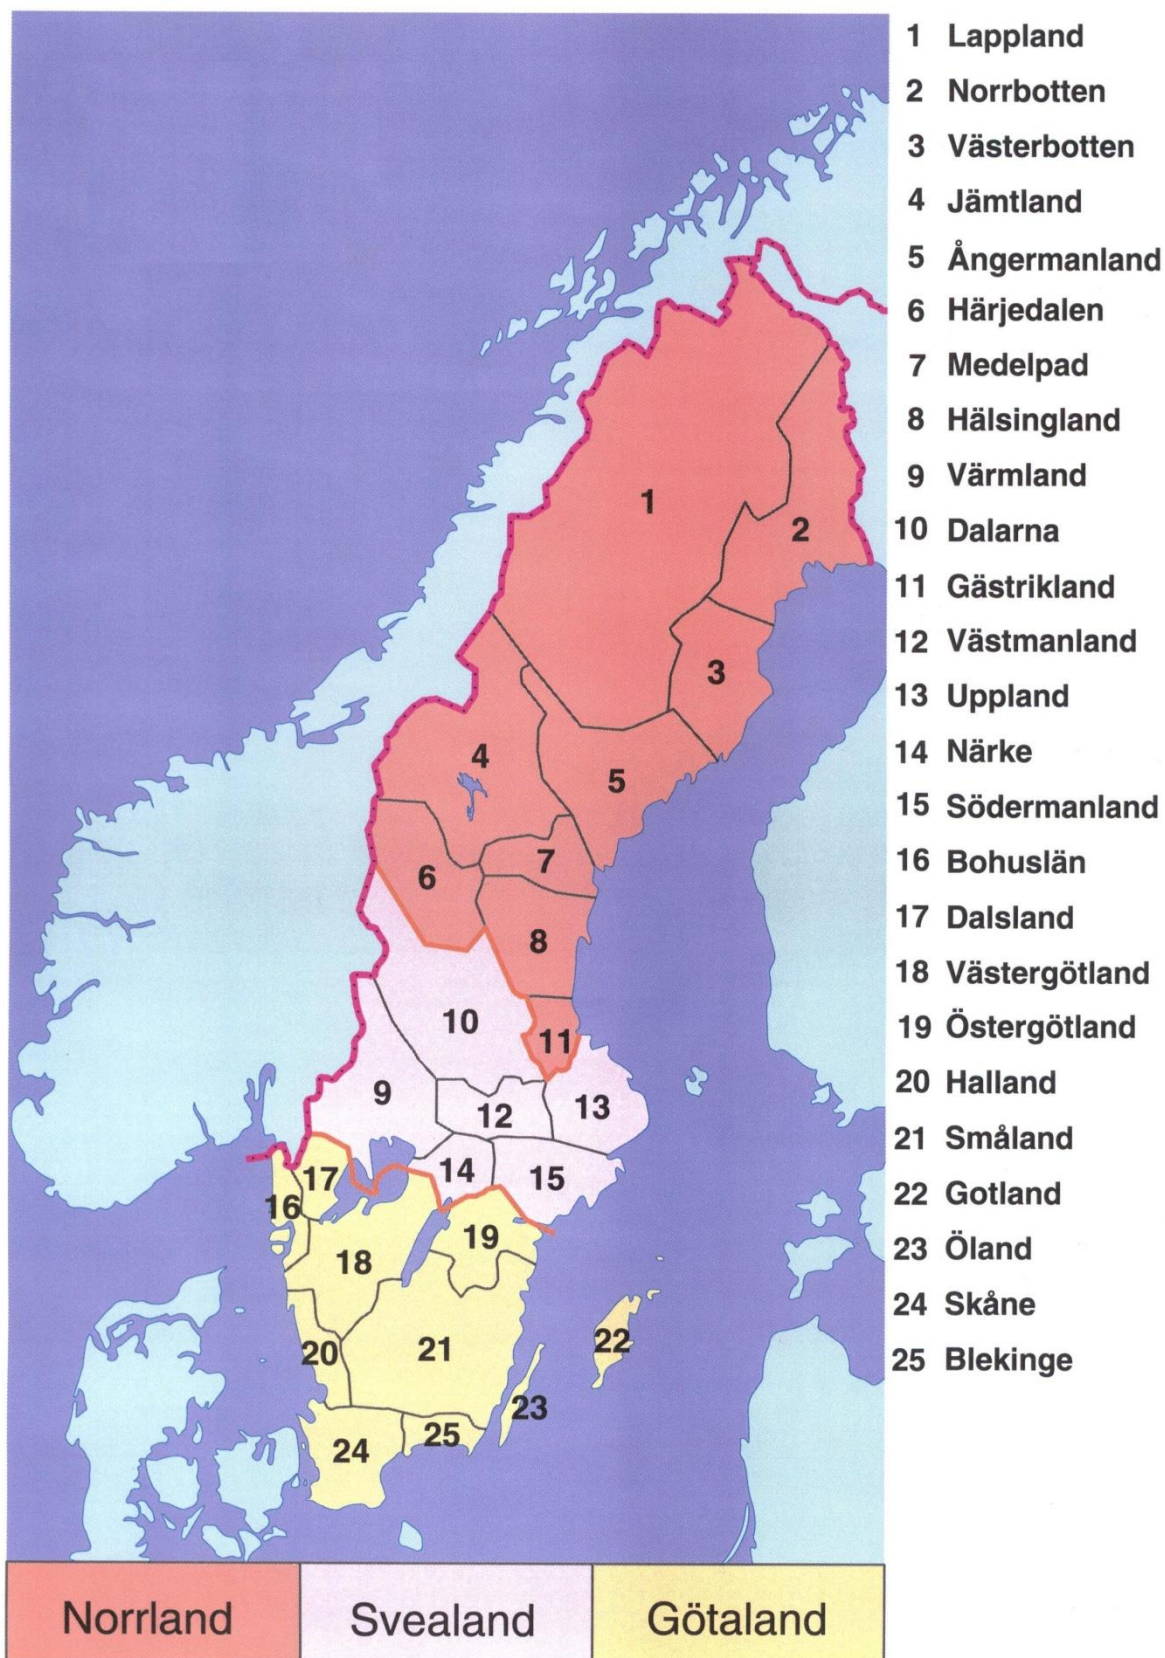 1 Lappland
2 Norrbotten
3 Västerbotten
4 Jämtland
5 Ångermanland
6 Härjedalen
7 Medelpad
8 Hälsingland
9 Värmland
10 Dalarna
11 Gästrikland
12 Västmanland
13 Uppland
14 Närke
15 Södermanland
16 Bohuslän
17 Dalsland
18 Västergötland
19 Östergötland
20 Halland
21 Småland
22 Gotland
23 Öland
24 Skåne
25 Blekinge
1
2
3
4
5
7
6
8
10
11
9
12
13
14
15
17
16
19
18
22
21
20
23
25
24
Norrland Svealand Götaland